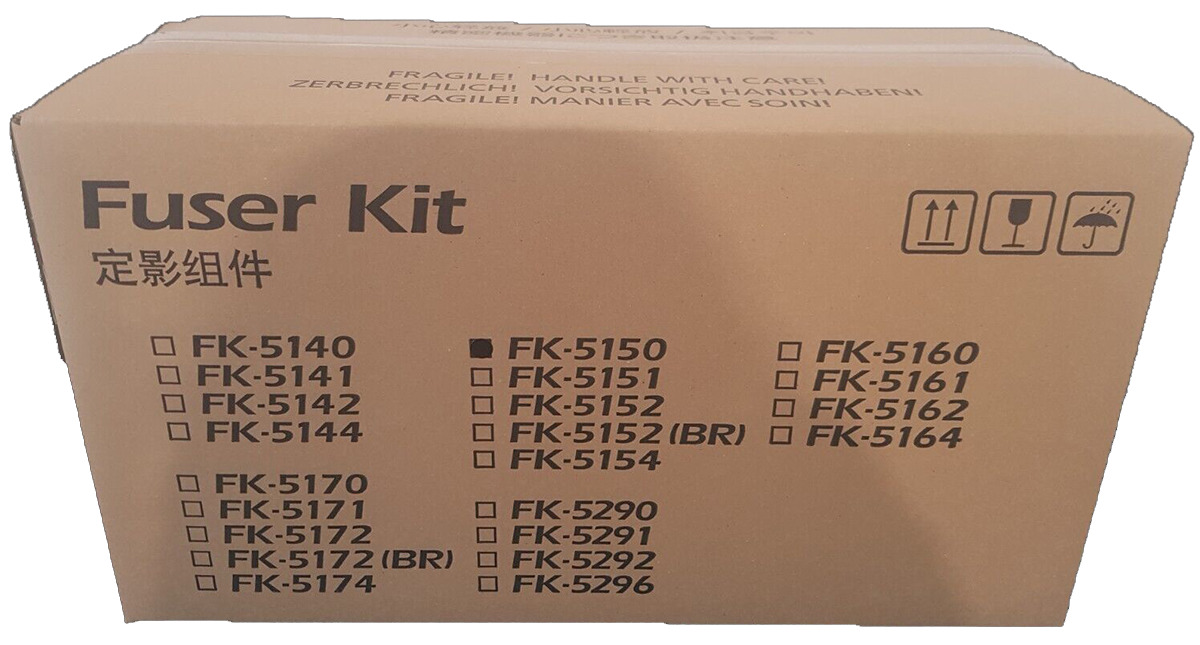 FRAGILE! HANDLE WITH CARE!
ZERBRECHLICH! VORSICHTIG HANDHABEN!
FRAGILE! MANIER AVEC SOIN!
Fuser Kit
定影组件
FK-5140
FK-5141
FK-5142
FK-5144
FK-5170
FK-5171
FK-5172
FK-5172 (BR)
FK-5174
FK-5150
FK-5151
FK-5152
FK-5152 (BR)
FK-5154
FK-5290
FK-5291
FK-5292
FK-5296
FK-5160
FK-5161
FK-5162
FK-5164